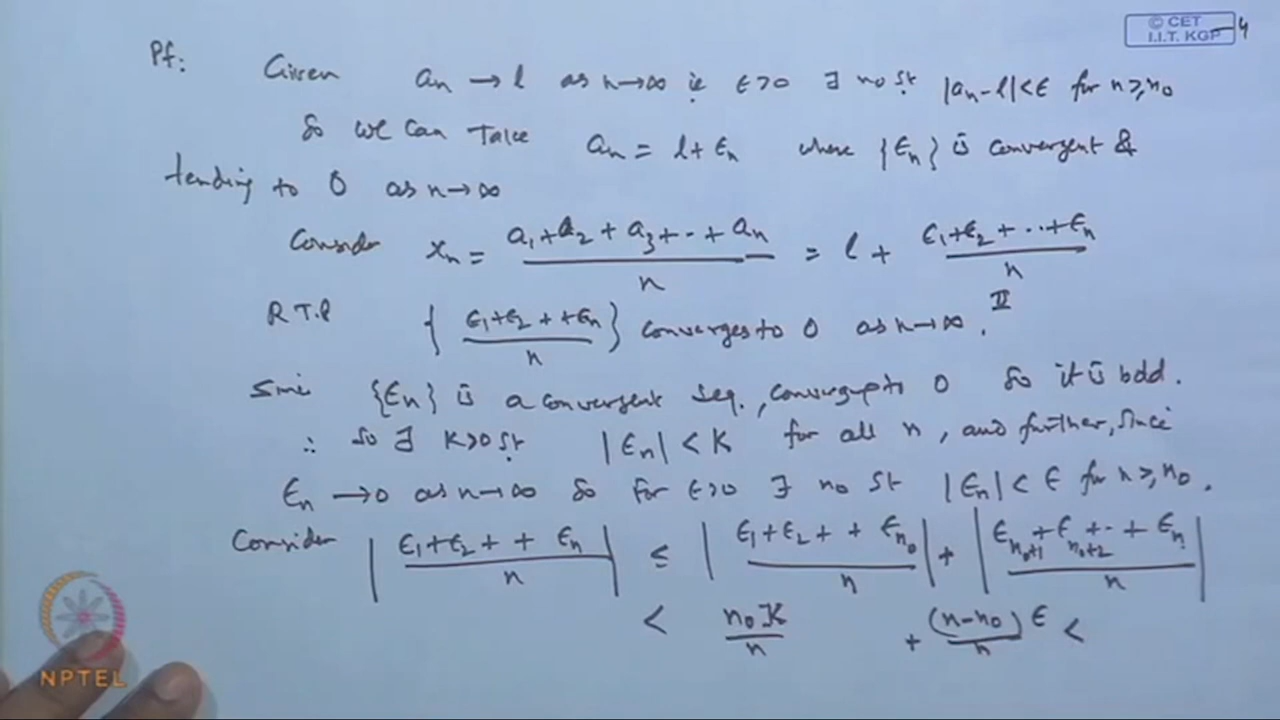 © CET
I.I.T. KGP
4
Pf: Given aₙ → l as n→∞ ie ε>0 ∃ n₀ st |aₙ - l| < ε for n ≥ n₀
So we can take aₙ = l + εₙ where {εₙ} is convergent &
tending to 0 as n→∞
Consider xₙ = (a₁ + a₂ + a₃ + ·· + aₙ)/n = l + (ε₁+ε₂+ ··· +εₙ)/n
R.T.P { (ε₁+ε₂+ +εₙ)/n } converges to 0 as n→∞. II
Since {εₙ} is a convergent seq., converges to 0 So it is bdd.
∴ so ∃ K>0 st |εₙ| < K for all n, and further, since
εₙ → 0 as n→∞ so for ε>0 ∃ n₀ st |εₙ| < ε for n ≥ n₀.
Consider |(ε₁+ε₂+ + εₙ)/n| ≤ |(ε₁+ε₂+ + εₙ₀)/n| + |(εₙ₀₊₁ + εₙ₀₊₂ + ·· + εₙ)/n|
< n₀K/n + (n-n₀)ε/n <
NPTEL